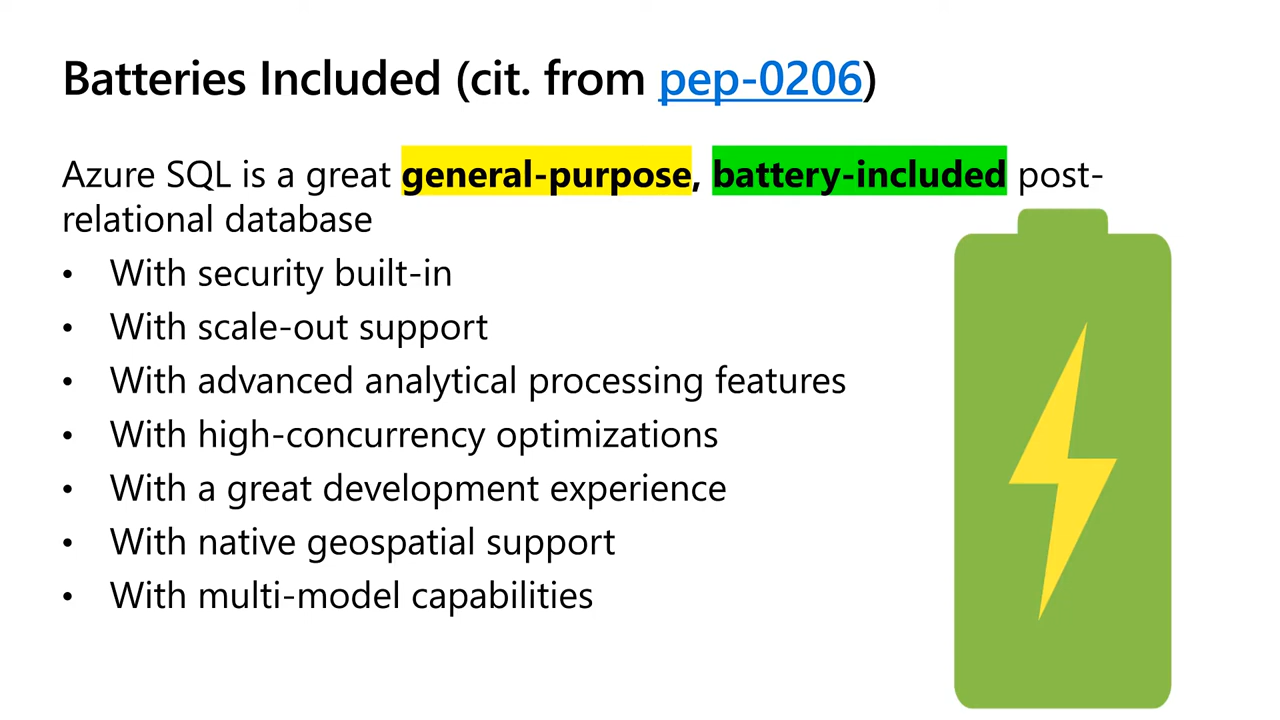 Batteries Included (cit. from pep-0206)
Azure SQL is a great general-purpose, battery-included post-
relational database
• With security built-in
• With scale-out support
• With advanced analytical processing features
• With high-concurrency optimizations
• With a great development experience
• With native geospatial support
• With multi-model capabilities